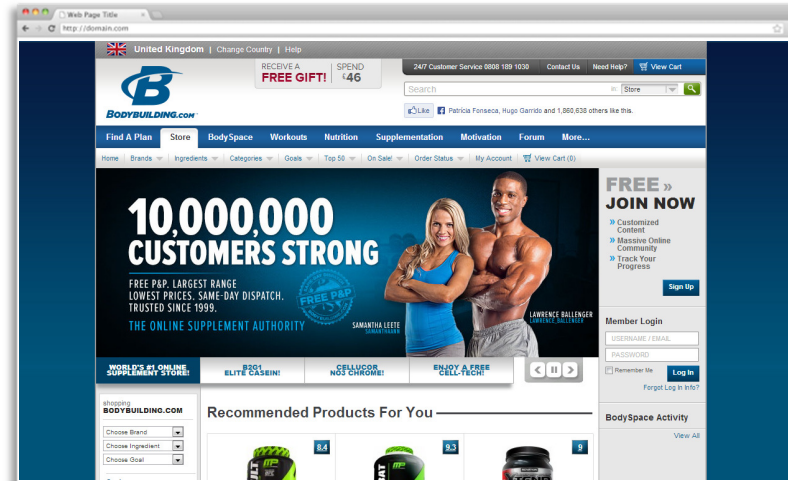 Web Page Title
http://domain.com
United Kingdom | Change Country | Help
RECEIVE A
FREE GIFT!
SPEND
£46
24/7 Customer Service 0808 189 1030
Contact Us
Need Help?
View Cart
Search
in:
Store
BODYBUILDING.COM
Like
Patrícia Fonseca, Hugo Garrido and 1,860,638 others like this.
Find A Plan
Store
BodySpace
Workouts
Nutrition
Supplementation
Motivation
Forum
More...
Home
Brands
Ingredients
Categories
Goals
Top 50
On Sale!
Order Status
My Account
View Cart (0)
10,000,000
CUSTOMERS STRONG
FREE P&P. LARGEST RANGE
LOWEST PRICES. SAME-DAY DISPATCH.
TRUSTED SINCE 1999.
THE ONLINE SUPPLEMENT AUTHORITY
FREE P&P
SAMANTHA LEETE
SAMANTHAANN
LAWRENCE BALLENGER
LAWRENCE_BALLENGER
FREE »
JOIN NOW
» Customized
Content
» Massive Online
Community
» Track Your
Progress
Sign Up
Member Login
USERNAME / EMAIL
PASSWORD
Remember Me
Log In
Forgot Log In Info?
WORLD'S #1 ONLINE
SUPPLEMENT STORE!
B2G1
ELITE CASEIN!
CELLUCOR
NO3 CHROME!
ENJOY A FREE
CELL-TECH!
shopping
BODYBUILDING.COM
Choose Brand
Choose Ingredient
Choose Goal
Recommended Products For You
8.4
9.3
9
BodySpace Activity
View All